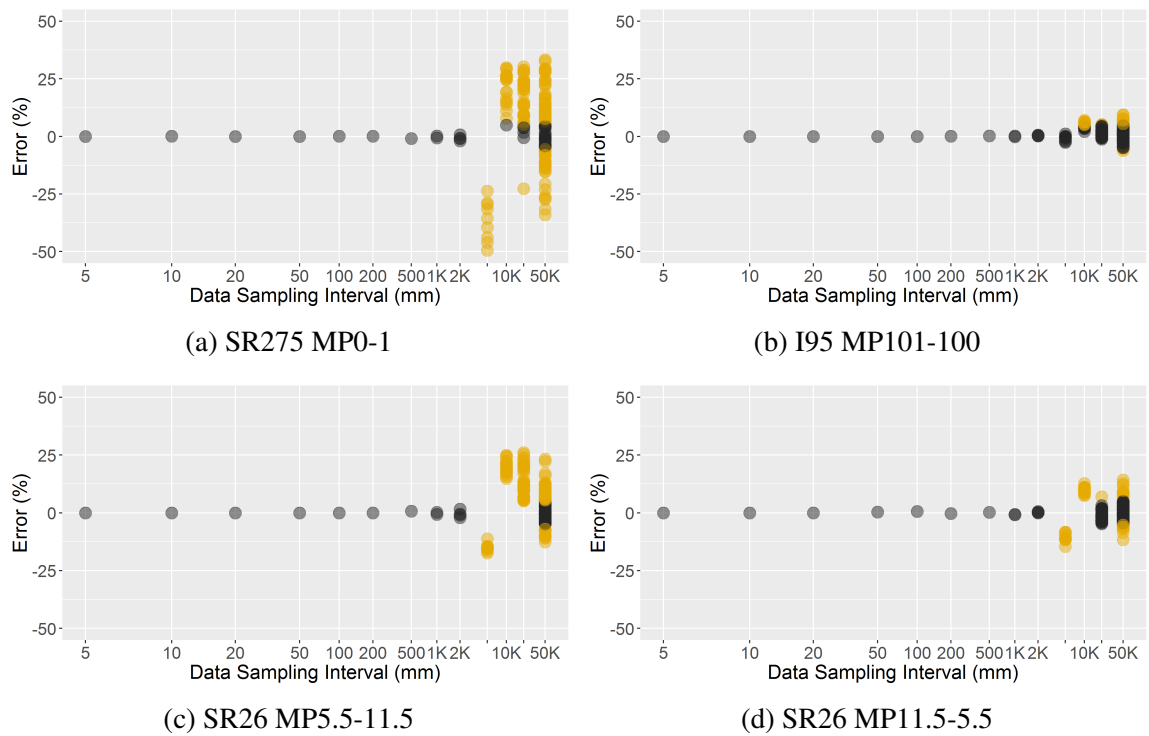 50
25
0
-25
-50
Error (%)
5 10 20 50 100 200 500 1K 2K 10K 50K
Data Sampling Interval (mm)
(a) SR275 MP0-1
50
25
0
-25
-50
Error (%)
5 10 20 50 100 200 500 1K 2K 10K 50K
Data Sampling Interval (mm)
(b) I95 MP101-100
50
25
0
-25
-50
Error (%)
5 10 20 50 100 200 500 1K 2K 10K 50K
Data Sampling Interval (mm)
(c) SR26 MP5.5-11.5
50
25
0
-25
-50
Error (%)
5 10 20 50 100 200 500 1K 2K 10K 50K
Data Sampling Interval (mm)
(d) SR26 MP11.5-5.5